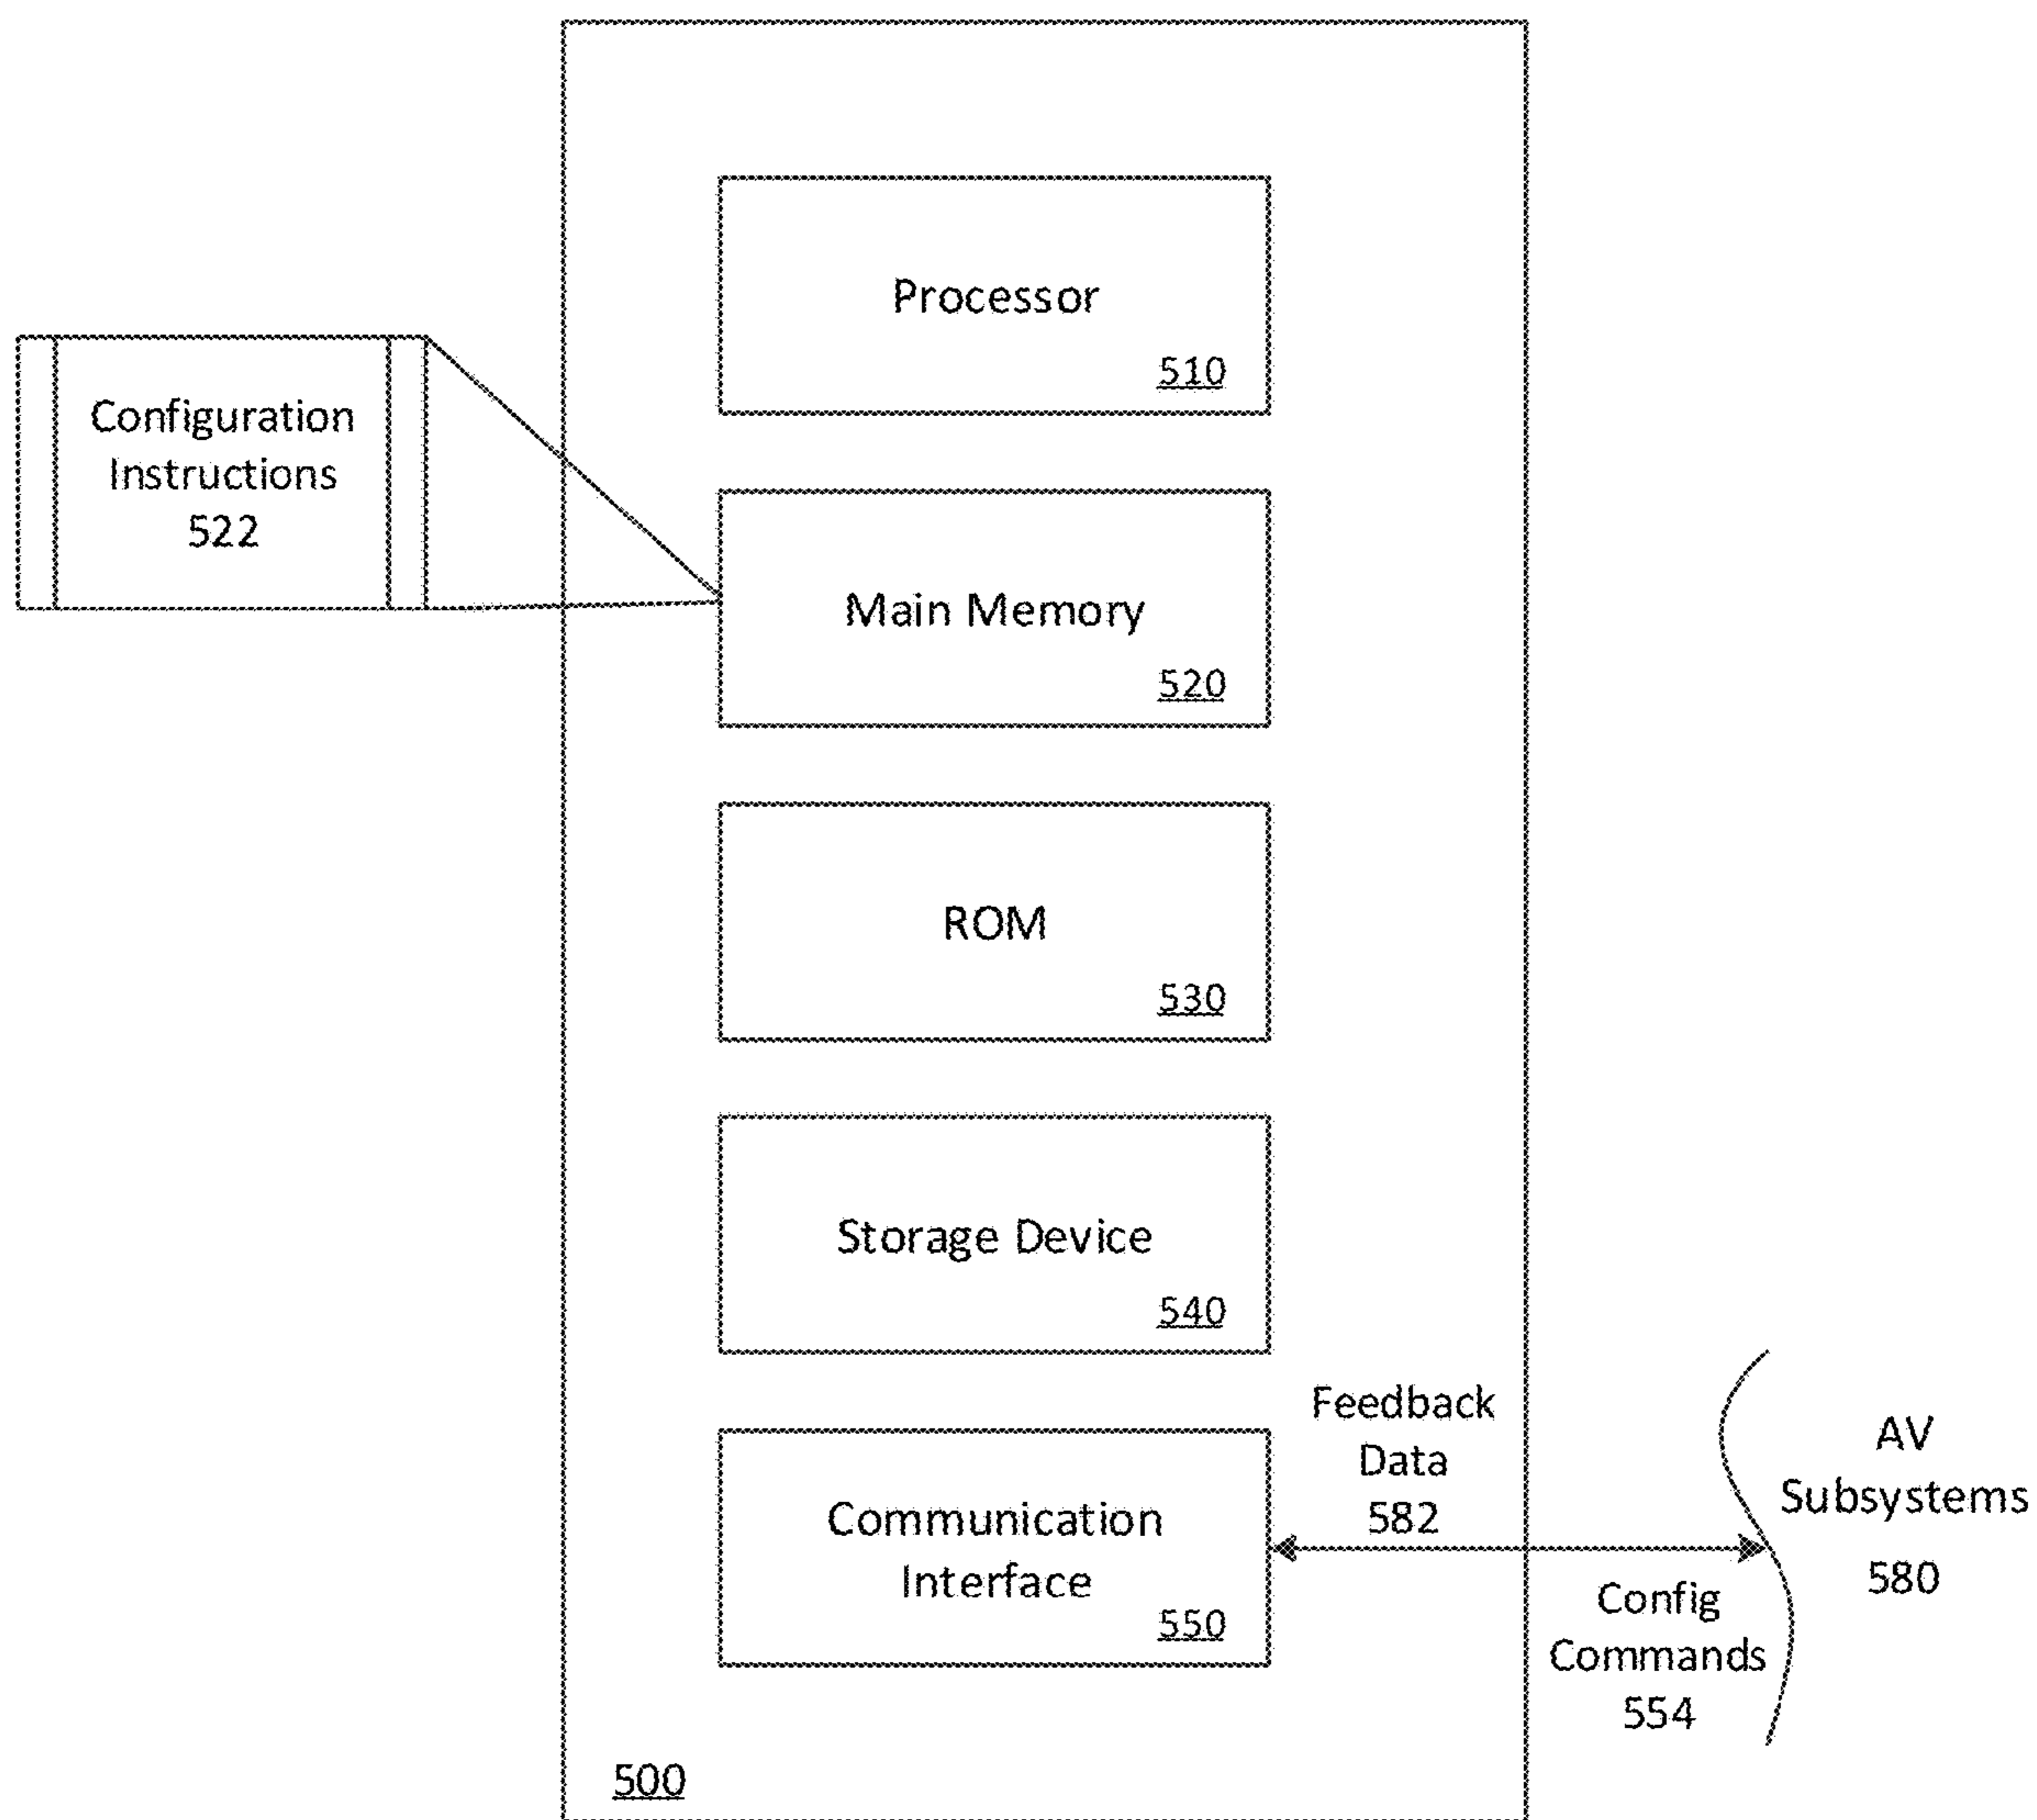 Processor
510
Configuration
Instructions
522
Main Memory
520
ROM
530
Storage Device
540
Feedback
Data
582
Communication
Interface
550
AV
Subsystems
580
Config
Commands
554
500